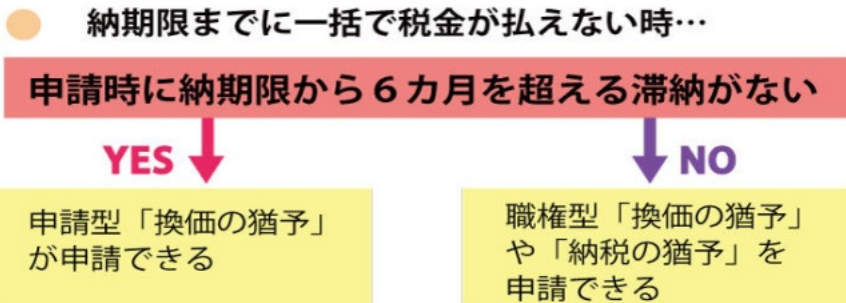 納期限までに一括で税金が払えない時…
申請時に納期限から６カ月を超える滞納がない
YES
NO
申請型「換価の猶予」
が申請できる
職権型「換価の猶予」
や「納税の猶予」を
申請できる